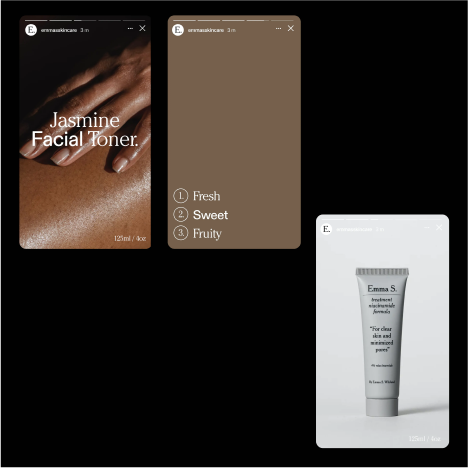 E.
emmasskincare 3 m
Jasmine
Facial Toner.
125ml / 4oz
E.
emmasskincare 3 m
1. Fresh
2. Sweet
3. Fruity
E.
Emma S.
treatment
niacinamide
formula
"For clear
skin and
minimized
pores"
125ml / 4oz